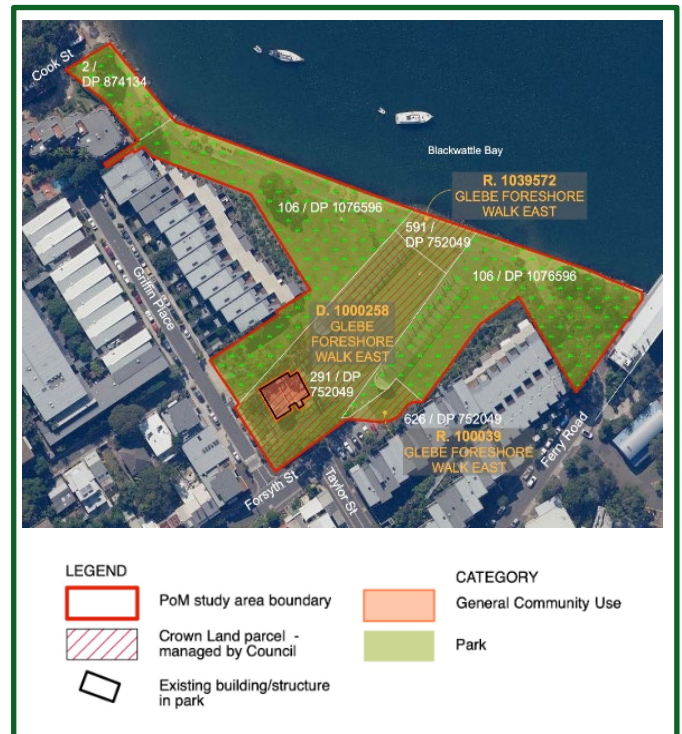 Cook St
2 /
DP 874134
Blackwattle Bay
R. 1039572
GLEBE FORESHORE
WALK EAST
106 / DP 1076596
591 /
DP 752049
106 / DP 1076596
Griffin Place
D. 1000258
GLEBE
FORESHORE
WALK EAST
291 / DP
752049
626 / DP 752049
R. 100039
GLEBE FORESHORE
WALK EAST
Ferry Road
Forsyth St
Taylor St
LEGEND
PoM study area boundary
Crown Land parcel -
managed by Council
Existing building/structure
in park
CATEGORY
General Community Use
Park